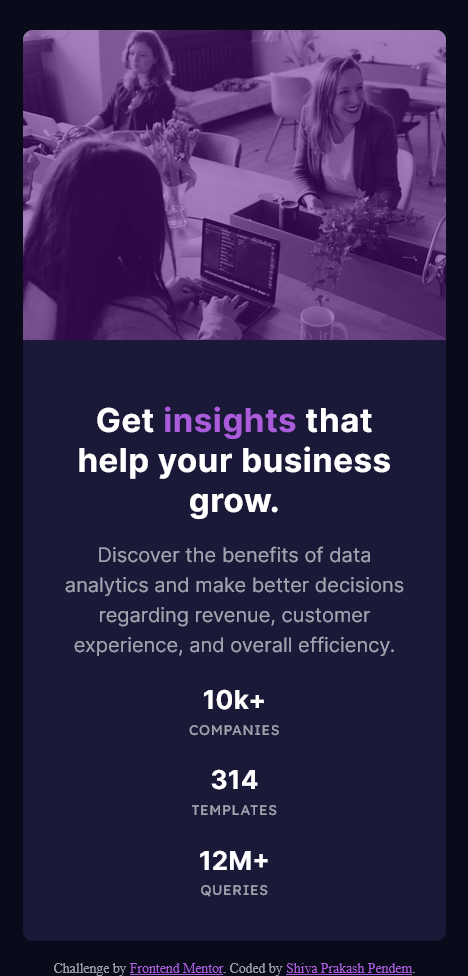 Get insights that
help your business
grow.
Discover the benefits of data
analytics and make better decisions
regarding revenue, customer
experience, and overall efficiency.
10k+
COMPANIES
314
TEMPLATES
12M+
QUERIES
Challenge by Frontend Mentor. Coded by Shiva Prakash Pendem.